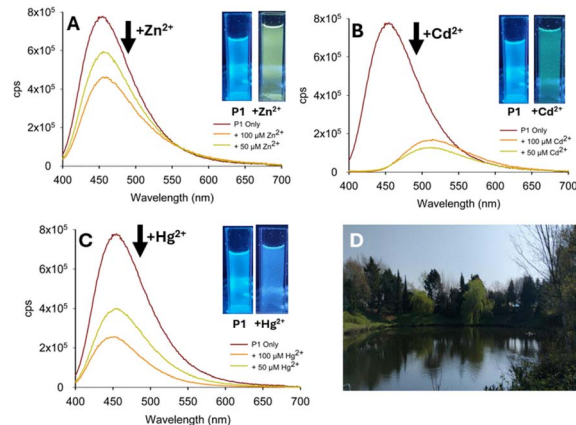 A
+Zn²⁺
8x10⁵
6x10⁵
4x10⁵
2x10⁵
0
cps
400 450 500 550 600 650 700
Wavelength (nm)
P1 +Zn²⁺
P1 Only
+ 100 µM Zn²⁺
+ 50 µM Zn²⁺
B
+Cd²⁺
8x10⁵
6x10⁵
4x10⁵
2x10⁵
0
cps
400 450 500 550 600 650 700
Wavelength (nm)
P1 +Cd²⁺
P1 Only
+ 100 µM Cd²⁺
+ 50 µM Cd²⁺
C
+Hg²⁺
8x10⁵
6x10⁵
4x10⁵
2x10⁵
0
cps
400 450 500 550 600 650 700
Wavelength (nm)
P1 +Hg²⁺
P1 Only
+ 100 µM Hg²⁺
+ 50 µM Hg²⁺
D